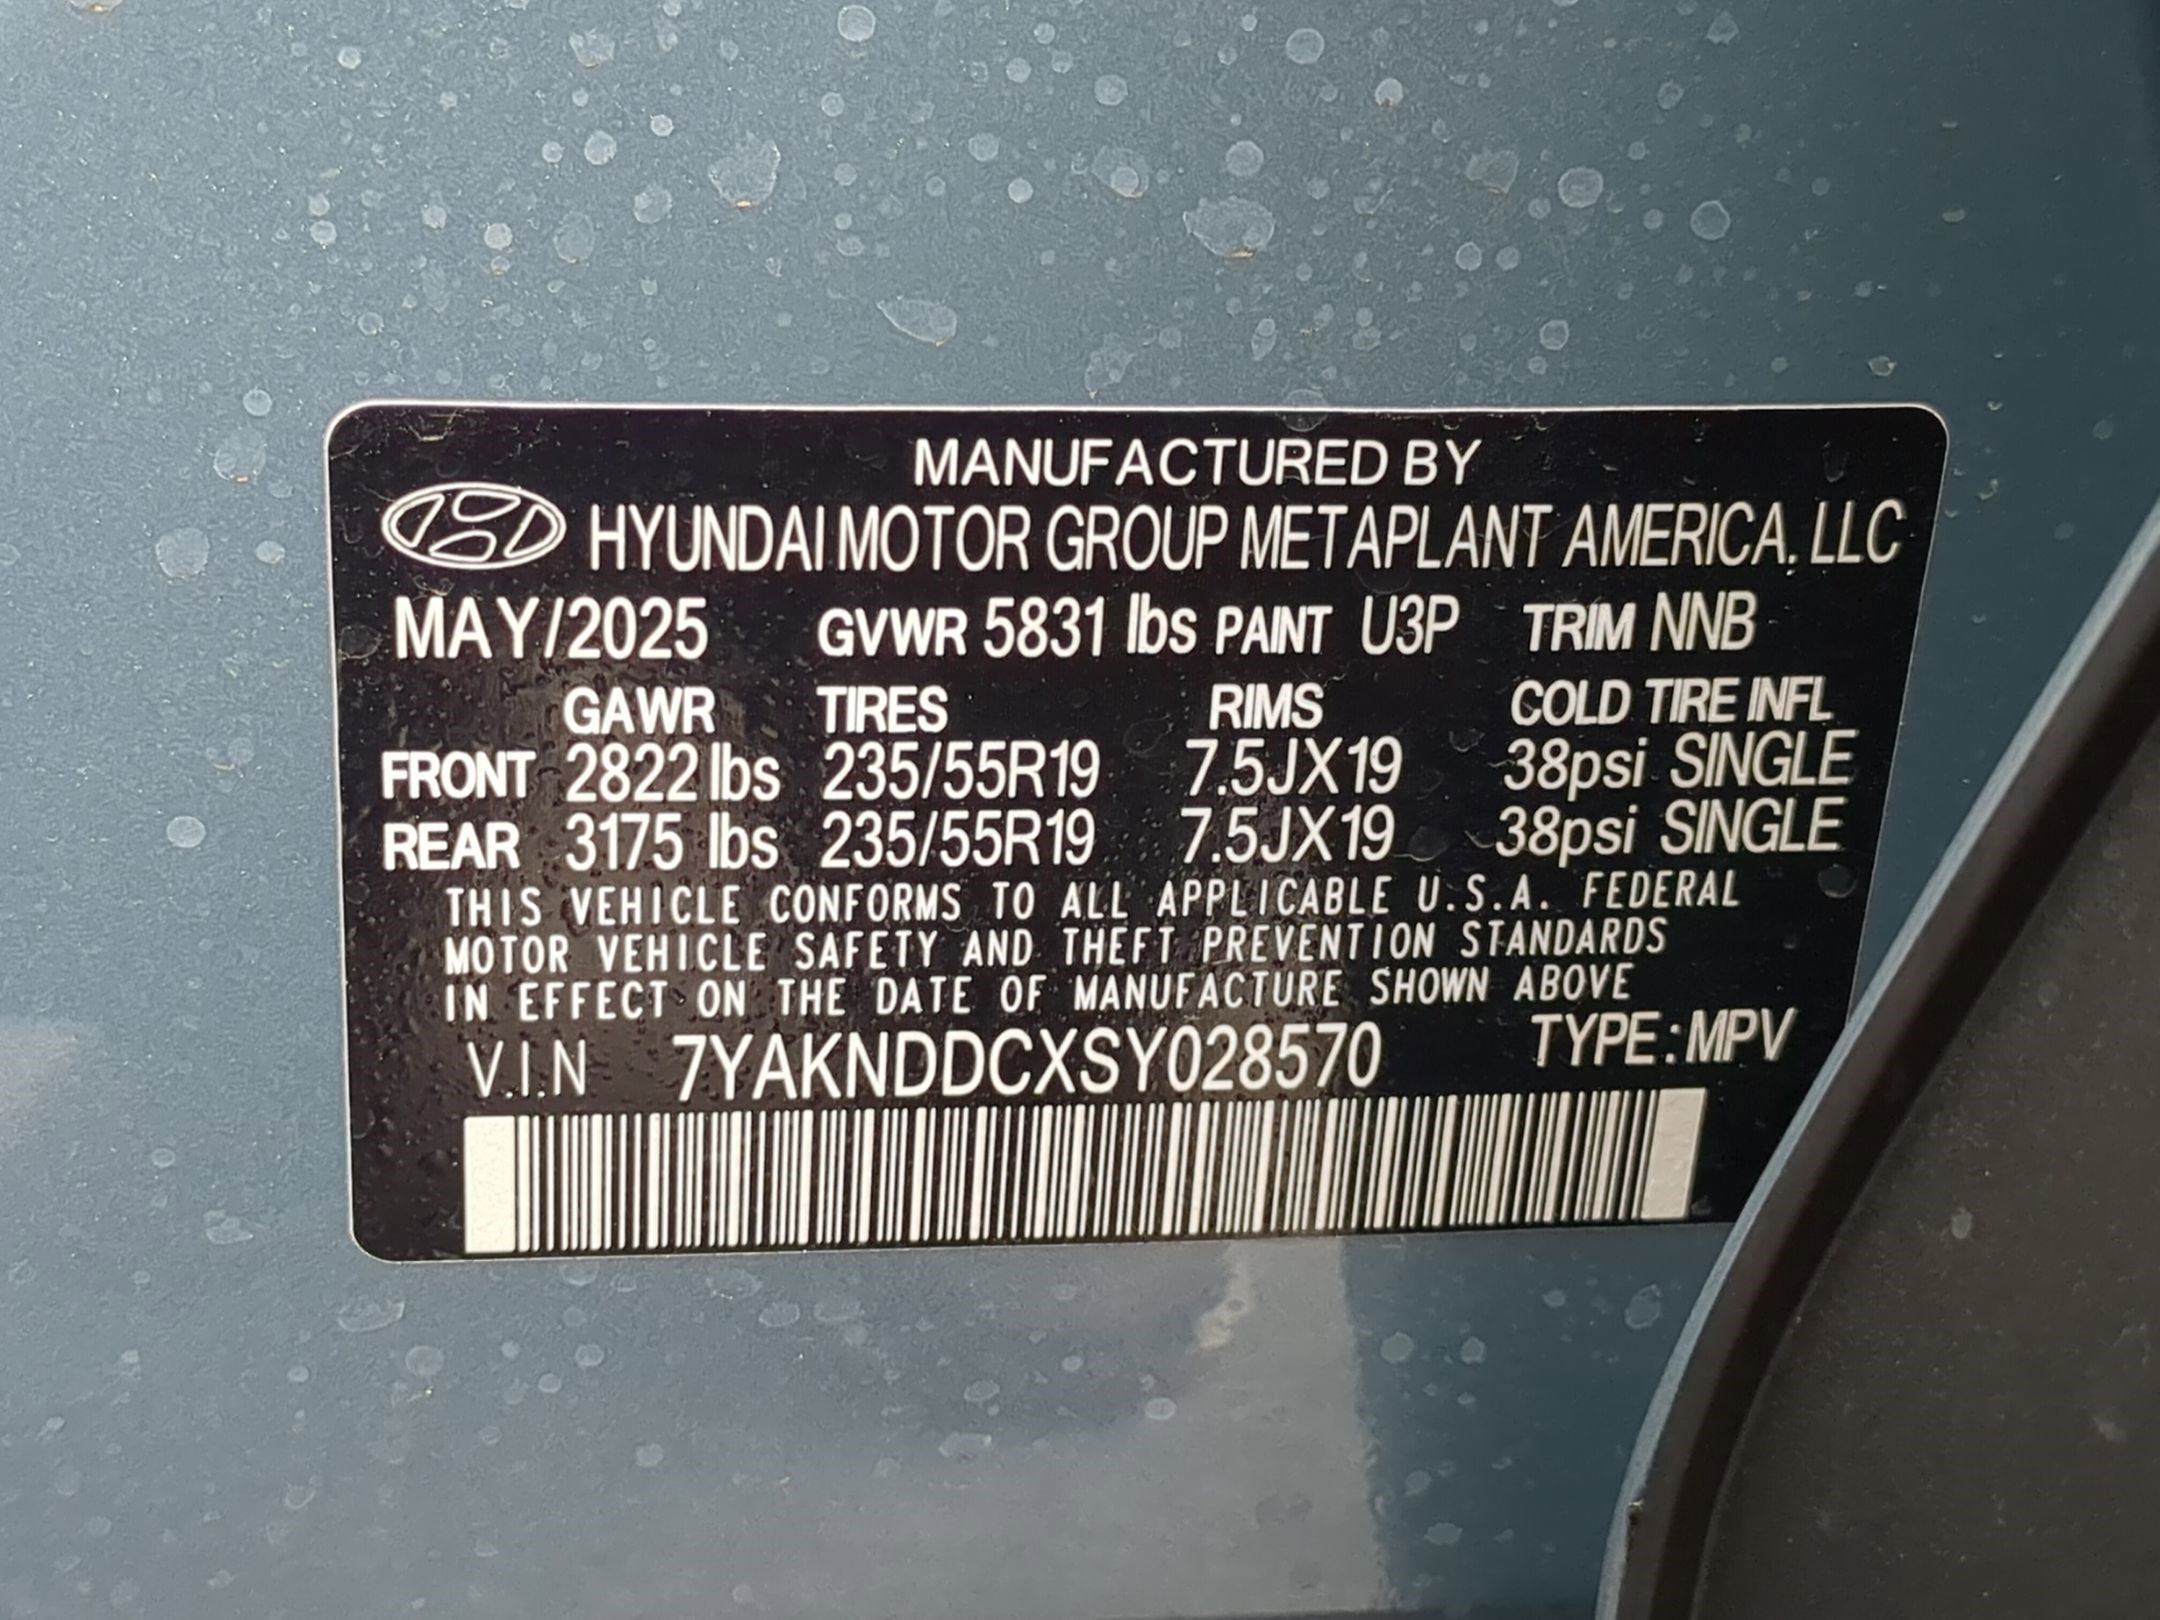 MANUFACTURED BY
HYUNDAI MOTOR GROUP METAPLANT AMERICA, LLC
MAY/2025 GVWR 5831 lbs PAINT U3P TRIM NNB
GAWR TIRES RIMS COLD TIRE INFL
FRONT 2822 lbs 235/55R19 7.5JX19 38psi SINGLE
REAR 3175 lbs 235/55R19 7.5JX19 38psi SINGLE
THIS VEHICLE CONFORMS TO ALL APPLICABLE U.S.A. FEDERAL
MOTOR VEHICLE SAFETY AND THEFT PREVENTION STANDARDS
IN EFFECT ON THE DATE OF MANUFACTURE SHOWN ABOVE
V.I.N 7YAKNDDCXSY028570 TYPE:MPV